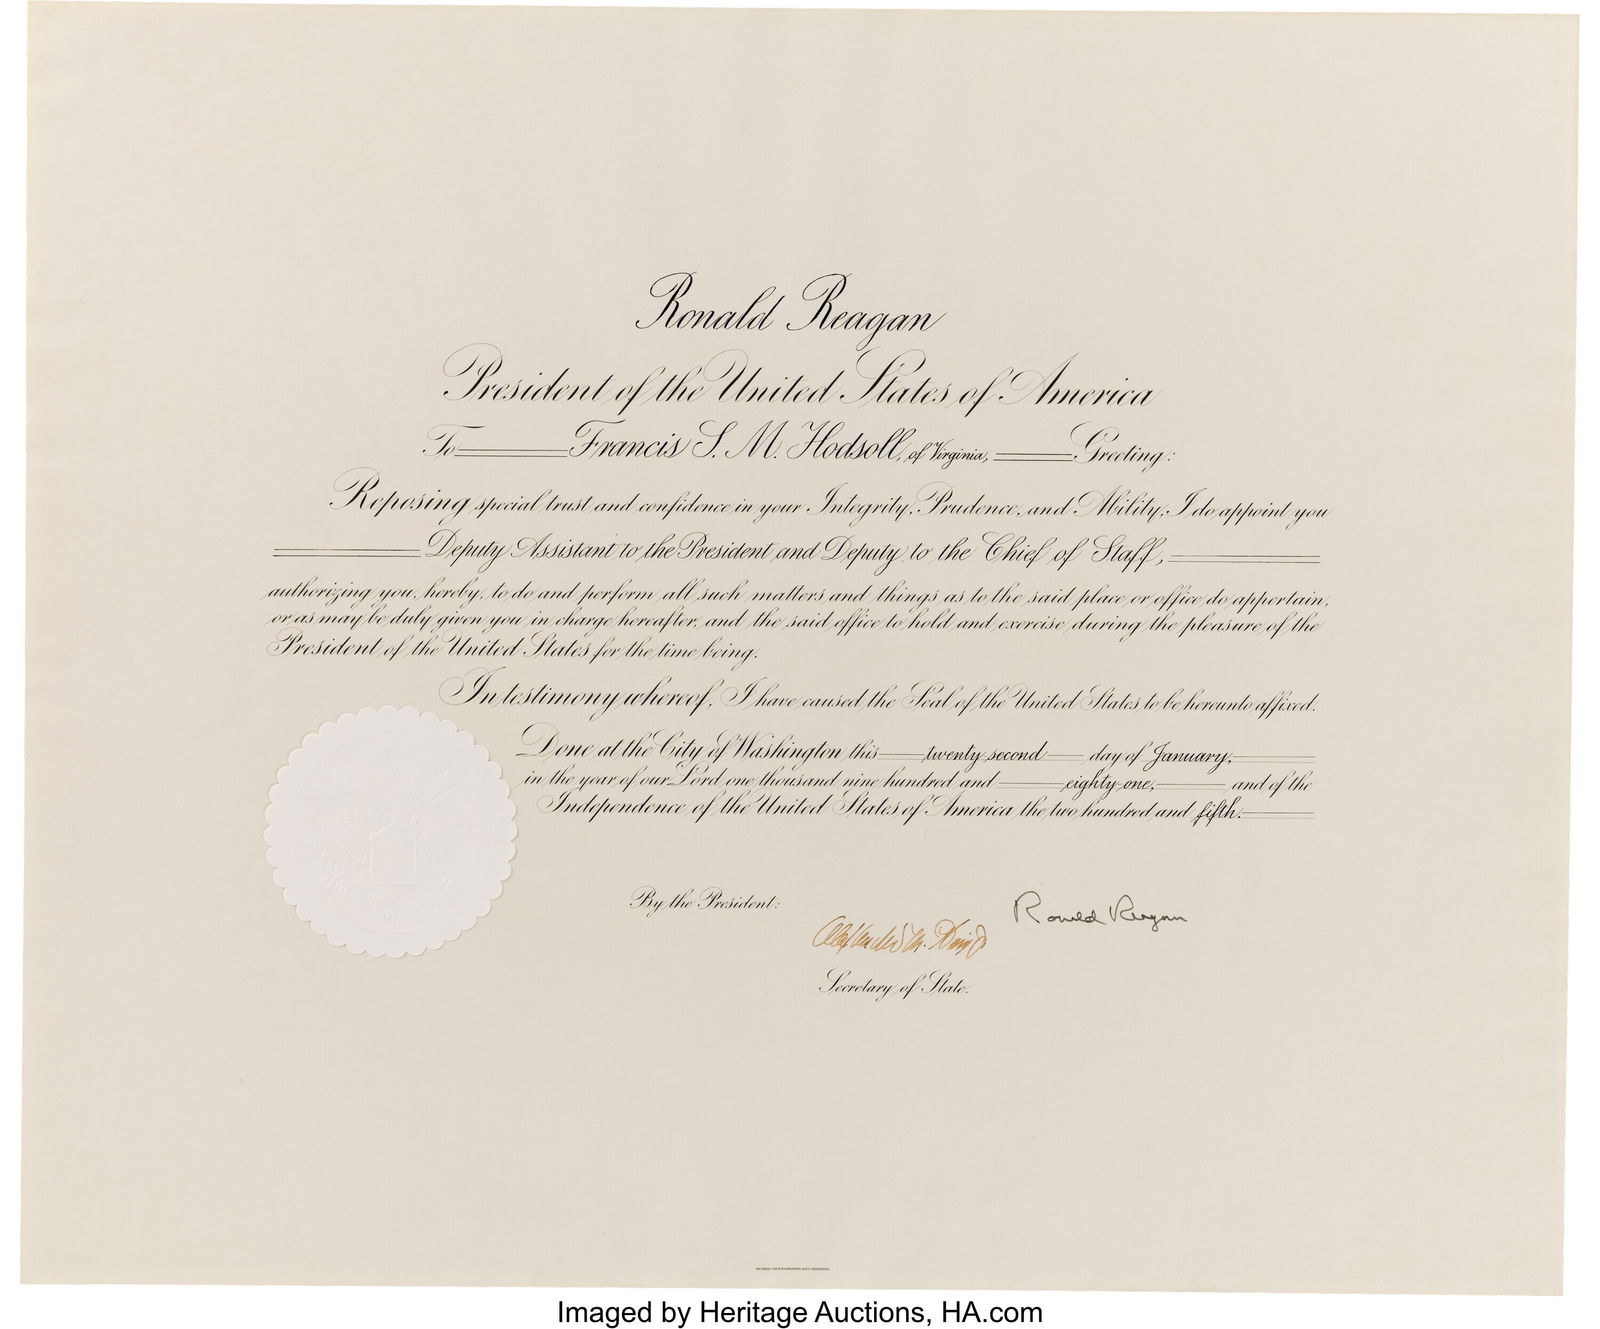 Ronald Reagan
President of the United States of America
To Francis S. M. Hodsoll, of Virginia, Greeting:
Reposing special trust and confidence in your Integrity, Prudence, and Ability, I do appoint you
Deputy Assistant to the President and Deputy to the Chief of Staff,
authorizing you, hereby, to do and perform all such matters and things as to the said place or office do appertain,
or as may be duly given you in charge hereafter, and the said office to hold and exercise during the pleasure of the
President of the United States for the time being.
In testimony whereof, I have caused the Seal of the United States to be hereunto affixed.
Done at the City of Washington this twenty-second day of January,
in the year of our Lord one thousand nine hundred and eighty-one, and of the
Independence of the United States of America the two hundred and fifth.
By the President:
Ronald Reagan
Alexander M. Haig Jr
Secretary of State.
BUREAU OF ENGRAVING AND PRINTING.
Imaged by Heritage Auctions, HA.com